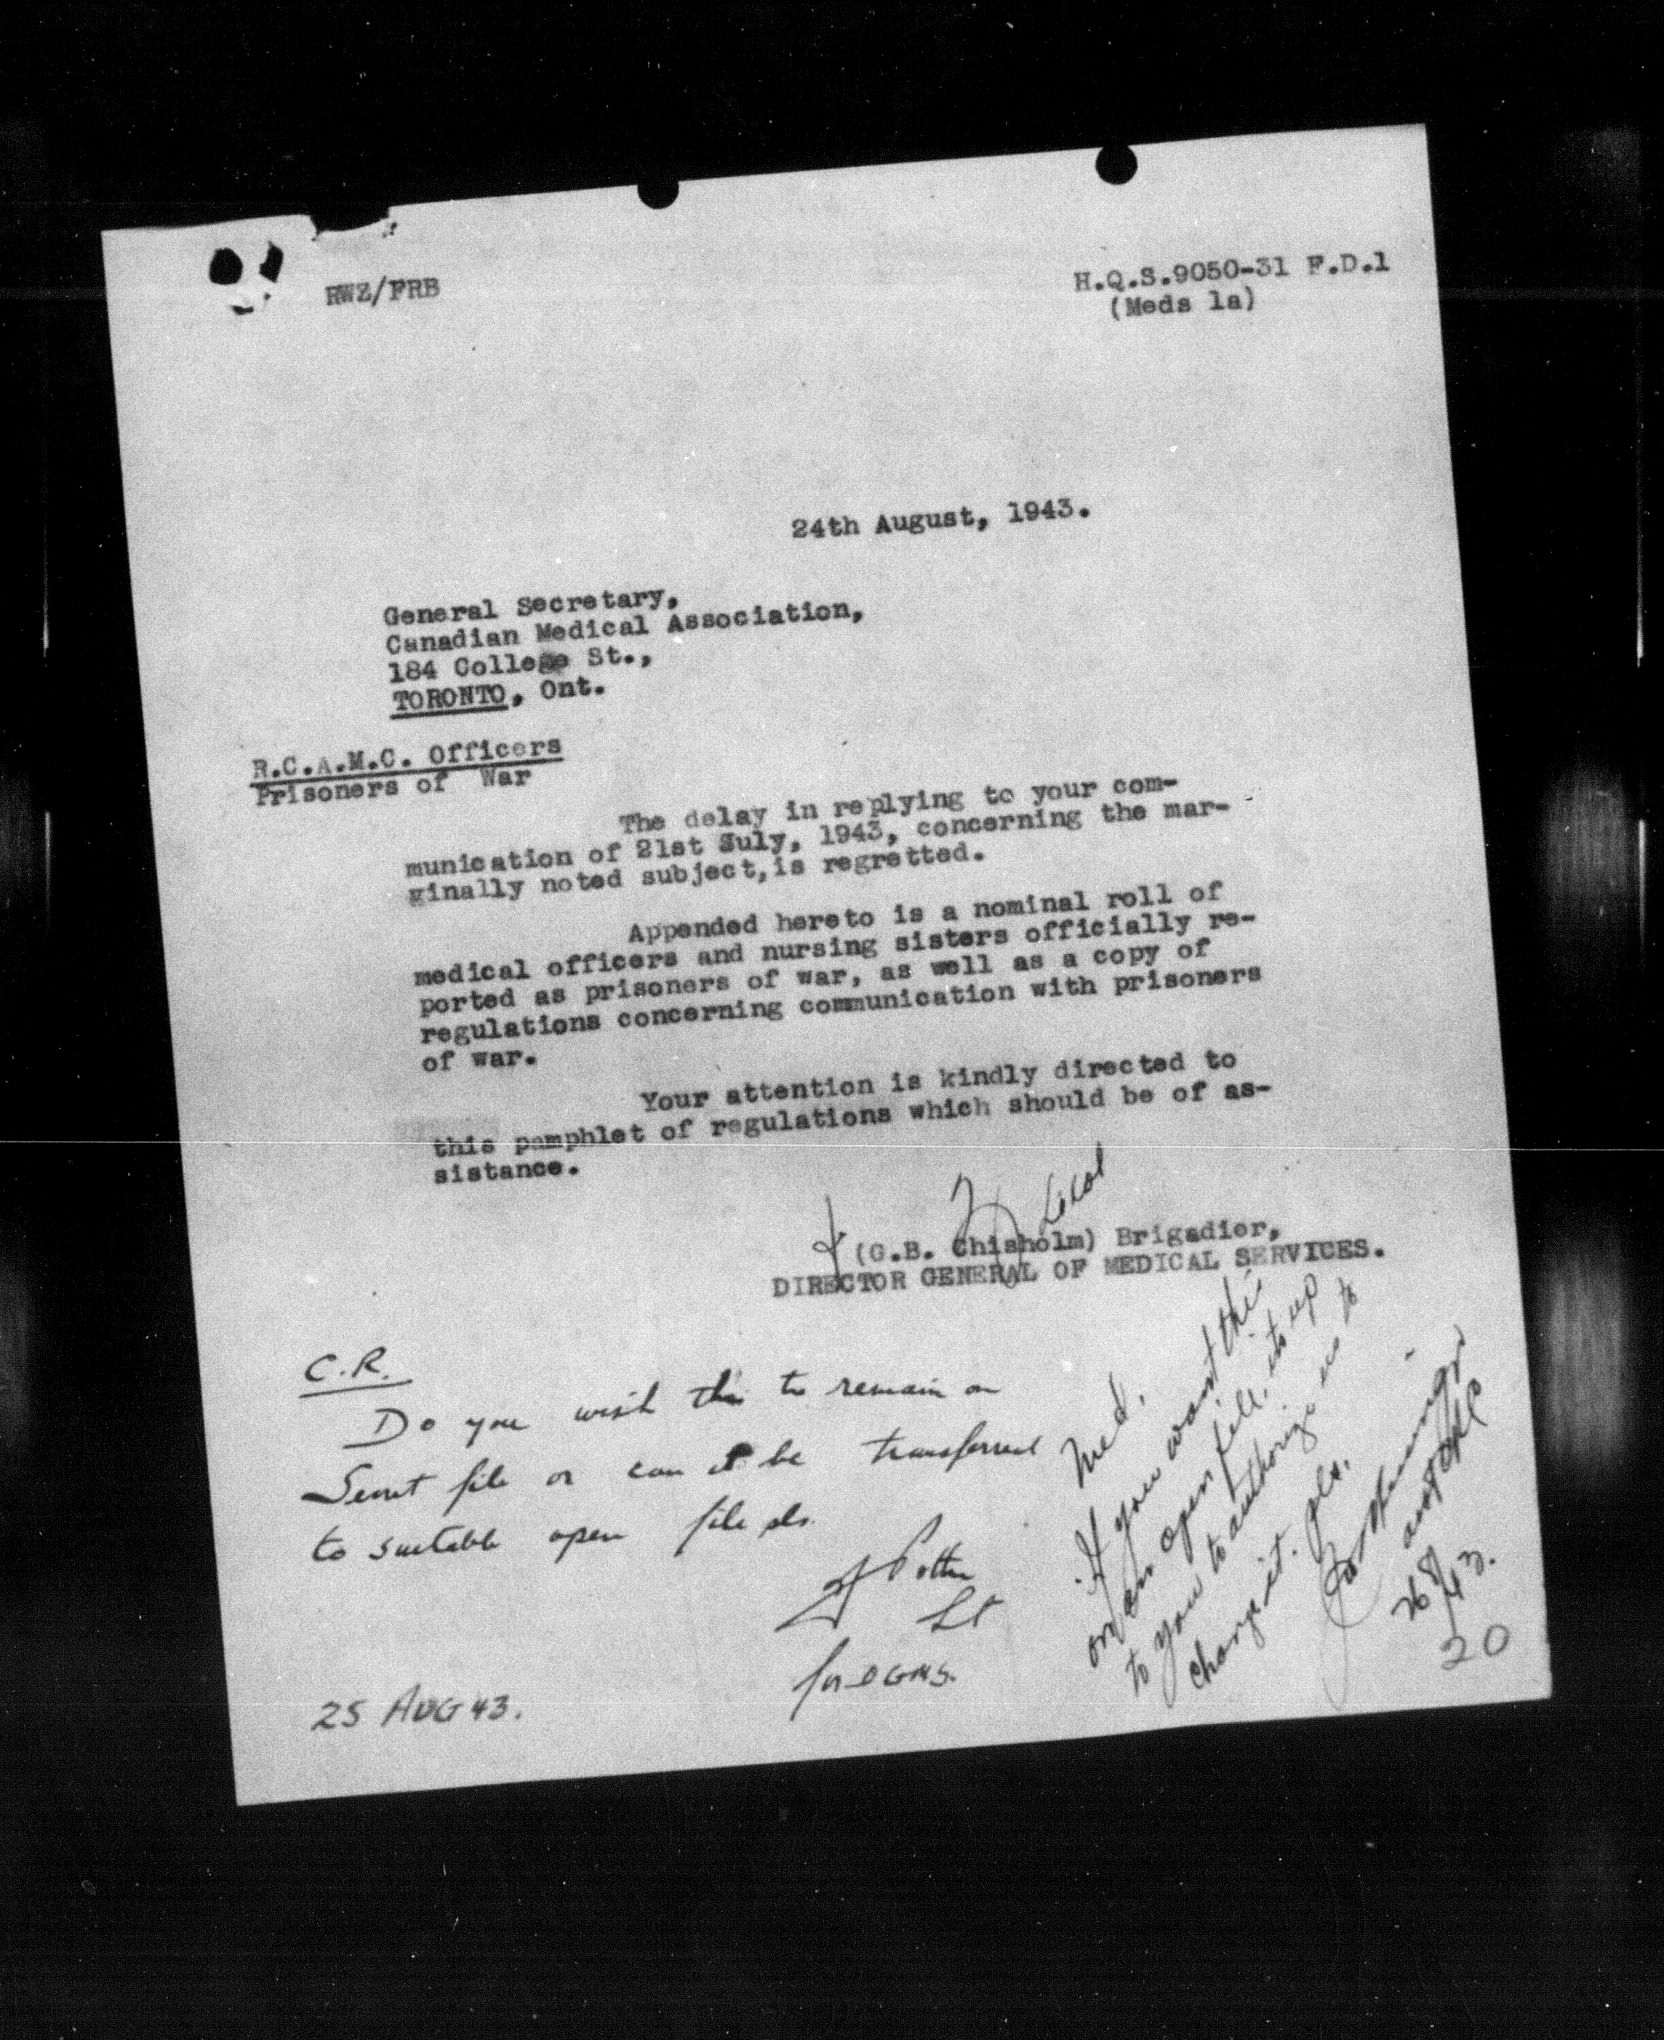 RWZ/FRB
H.Q.S.9050-31 F.D.1
(Meds 1a)
24th August, 1943.
General Secretary,
Canadian Medical Association,
184 College St.,
TORONTO, Ont.
R.C.A.M.C. Officers
Prisoners of War
The delay in replying to your com-
munication of 21st July, 1943, concerning the mar-
ginally noted subject, is regretted.
Appended hereto is a nominal roll of
medical officers and nursing sisters officially re-
ported as prisoners of war, as well as a copy of
regulations concerning communication with prisoners
of war.
Your attention is kindly directed to
this pamphlet of regulations which should be of as-
sistance.
(G.B. Chisholm) Brigadier,
DIRECTOR GENERAL OF MEDICAL SERVICES.
C.R.
Do you wish this to remain on
Secret file or can it be transferred
to suitable open file pls.
Potter
Lt
for DGMS.
25 AUG 43.
Med.
If you want this
on an open file, its up
to you to authorize us to
change it. pls.
26/8/43.
20